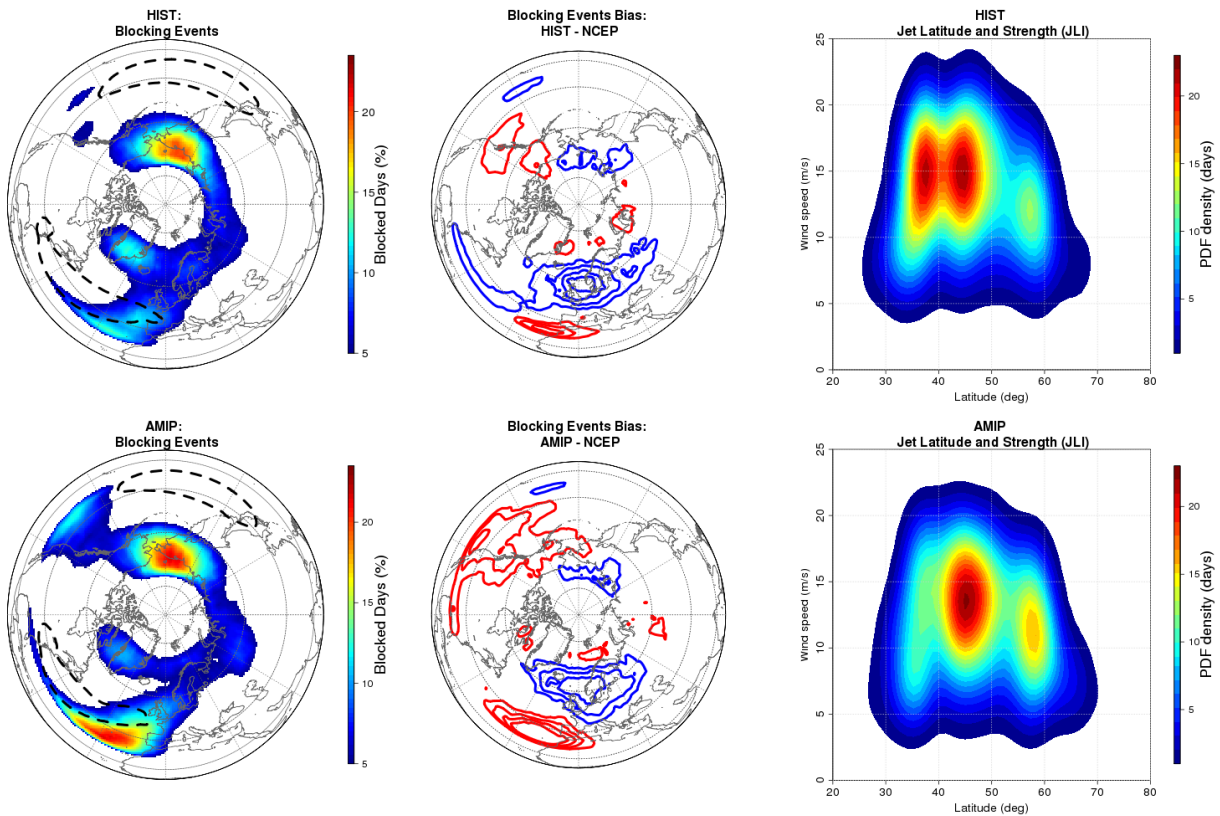 HIST:
Blocking Events
20
15
10
5
Blocked Days (%)
Blocking Events Bias:
HIST - NCEP
HIST
Jet Latitude and Strength (JLI)
25
20
15
10
5
0
Wind speed (m/s)
20 30 40 50 60 70 80
Latitude (deg)
20
15
10
5
PDF density (days)
AMIP:
Blocking Events
20
15
10
5
Blocked Days (%)
Blocking Events Bias:
AMIP - NCEP
AMIP
Jet Latitude and Strength (JLI)
25
20
15
10
5
0
Wind speed (m/s)
20 30 40 50 60 70 80
Latitude (deg)
20
15
10
5
PDF density (days)